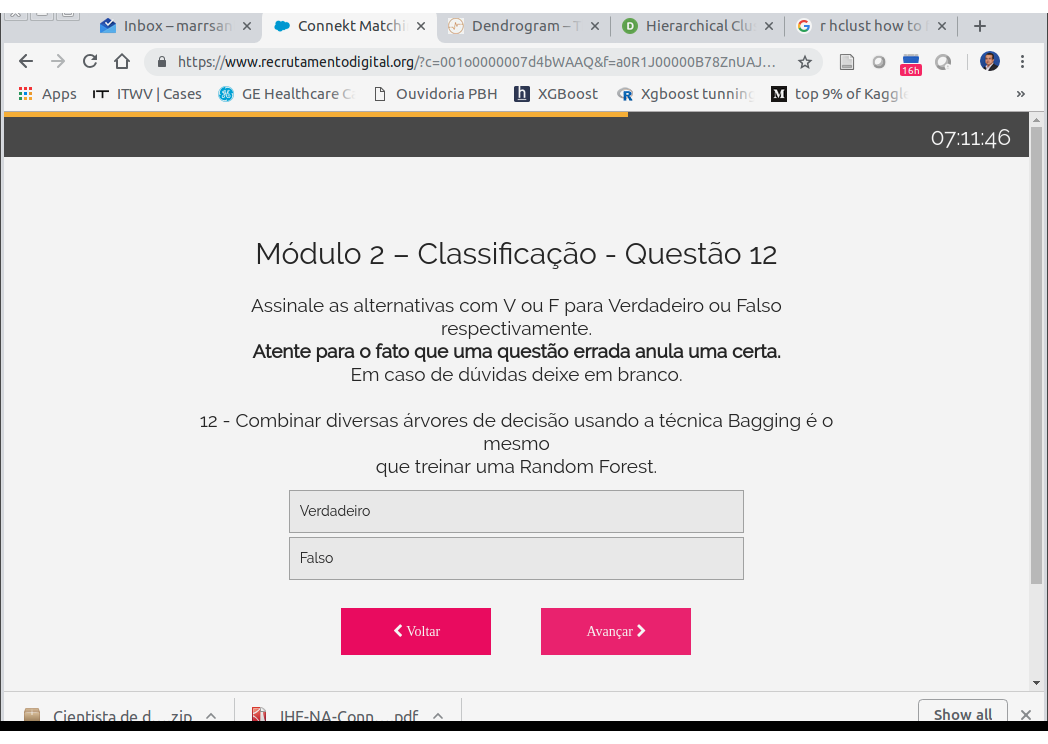 Inbox – marrsan
Connekt Match
Dendrogram – T
Hierarchical Clu
r hclust how to
https://www.recrutamentodigital.org/?c=001o0000007d4bWAAQ&f=a0R1J00000B78ZnUAJ...
16h
Apps
ITWV | Cases
GE Healthcare C
Ouvidoria PBH
XGBoost
Xgboost tunning
top 9% of Kaggl
»
07:11:46
Módulo 2 – Classificação - Questão 12
Assinale as alternativas com V ou F para Verdadeiro ou Falso
respectivamente.
Atente para o fato que uma questão errada anula uma certa.
Em caso de dúvidas deixe em branco.
12 - Combinar diversas árvores de decisão usando a técnica Bagging é o
mesmo
que treinar uma Random Forest.
Verdadeiro
Falso
Voltar
Avançar
Cientista de d....zip
IHF-NA-Conn....pdf
Show all